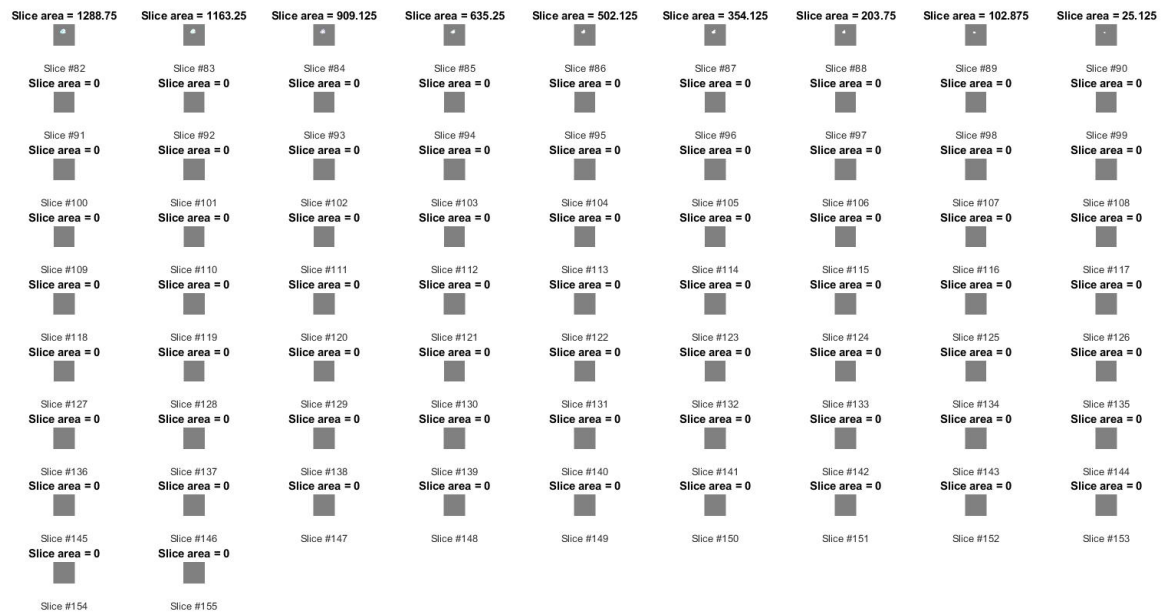 Slice area = 1288.75 Slice area = 1163.25 Slice area = 909.125 Slice area = 635.25 Slice area = 502.125 Slice area = 354.125 Slice area = 203.75 Slice area = 102.875 Slice area = 25.125
Slice #82 Slice #83 Slice #84 Slice #85 Slice #86 Slice #87 Slice #88 Slice #89 Slice #90
Slice area = 0 Slice area = 0 Slice area = 0 Slice area = 0 Slice area = 0 Slice area = 0 Slice area = 0 Slice area = 0 Slice area = 0
Slice #91 Slice #92 Slice #93 Slice #94 Slice #95 Slice #96 Slice #97 Slice #98 Slice #99
Slice area = 0 Slice area = 0 Slice area = 0 Slice area = 0 Slice area = 0 Slice area = 0 Slice area = 0 Slice area = 0 Slice area = 0
Slice #100 Slice #101 Slice #102 Slice #103 Slice #104 Slice #105 Slice #106 Slice #107 Slice #108
Slice area = 0 Slice area = 0 Slice area = 0 Slice area = 0 Slice area = 0 Slice area = 0 Slice area = 0 Slice area = 0 Slice area = 0
Slice #109 Slice #110 Slice #111 Slice #112 Slice #113 Slice #114 Slice #115 Slice #116 Slice #117
Slice area = 0 Slice area = 0 Slice area = 0 Slice area = 0 Slice area = 0 Slice area = 0 Slice area = 0 Slice area = 0 Slice area = 0
Slice #118 Slice #119 Slice #120 Slice #121 Slice #122 Slice #123 Slice #124 Slice #125 Slice #126
Slice area = 0 Slice area = 0 Slice area = 0 Slice area = 0 Slice area = 0 Slice area = 0 Slice area = 0 Slice area = 0 Slice area = 0
Slice #127 Slice #128 Slice #129 Slice #130 Slice #131 Slice #132 Slice #133 Slice #134 Slice #135
Slice area = 0 Slice area = 0 Slice area = 0 Slice area = 0 Slice area = 0 Slice area = 0 Slice area = 0 Slice area = 0 Slice area = 0
Slice #136 Slice #137 Slice #138 Slice #139 Slice #140 Slice #141 Slice #142 Slice #143 Slice #144
Slice area = 0 Slice area = 0 Slice area = 0 Slice area = 0 Slice area = 0 Slice area = 0 Slice area = 0 Slice area = 0 Slice area = 0
Slice #145 Slice #146 Slice #147 Slice #148 Slice #149 Slice #150 Slice #151 Slice #152 Slice #153
Slice area = 0 Slice area = 0
Slice #154 Slice #155